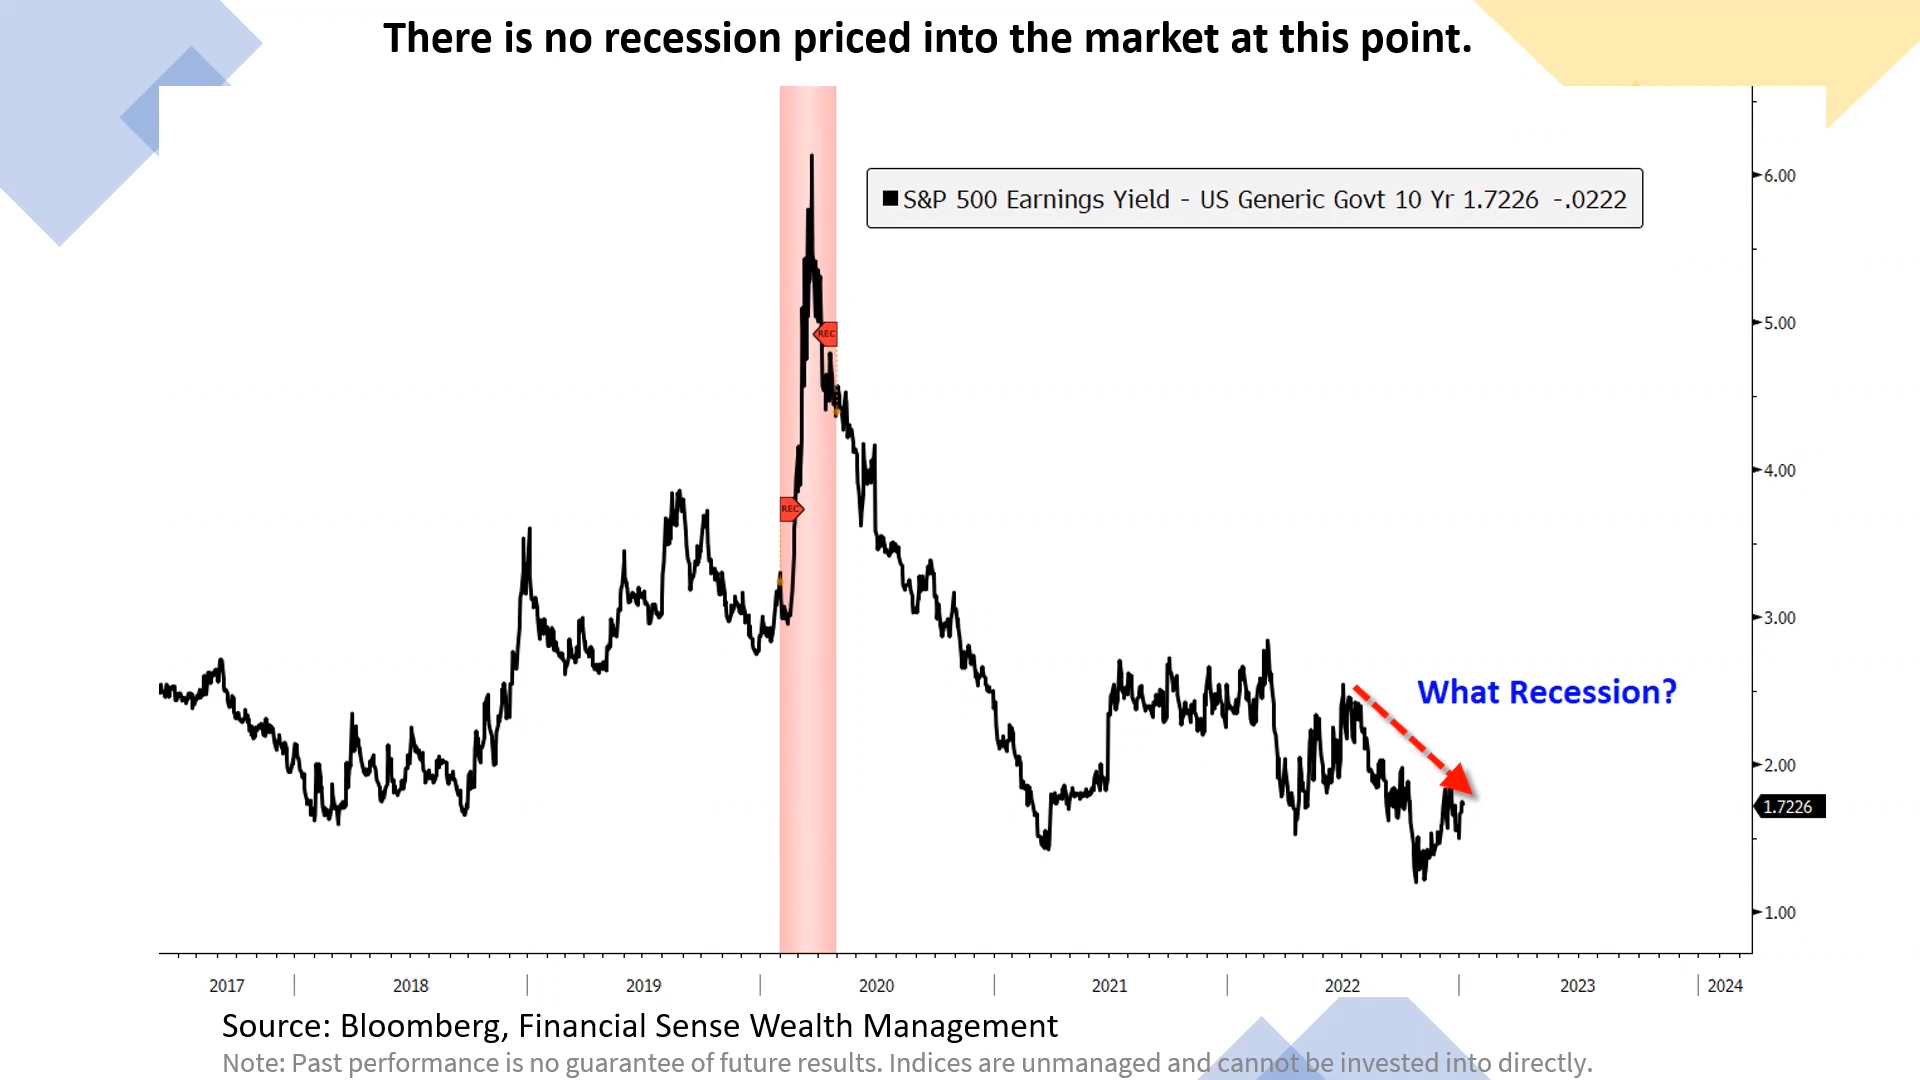 There is no recession priced into the market at this point.
S&P 500 Earnings Yield - US Generic Govt 10 Yr 1.7226 -.0222
6.00
5.00
REC
REC
4.00
3.00
What Recession?
2.00
1.7226
1.00
2017 2018 2019 2020 2021 2022 2023 2024
Source: Bloomberg, Financial Sense Wealth Management
Note: Past performance is no guarantee of future results. Indices are unmanaged and cannot be invested into directly.